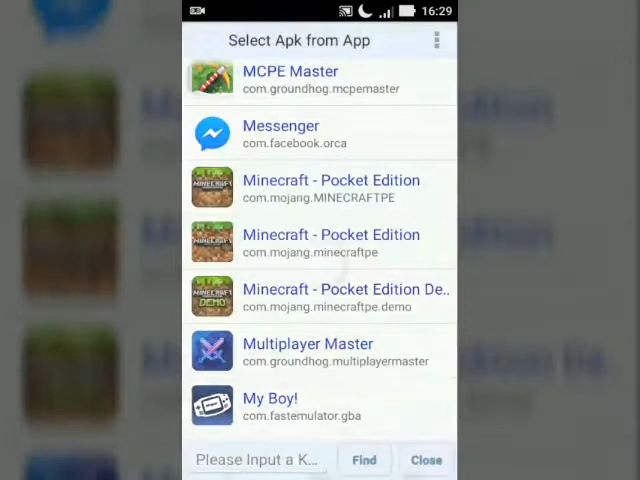 16:29
Select Apk from App
MCPE Master
com.groundhog.mcpemaster
Messenger
com.facebook.orca
Minecraft - Pocket Edition
com.mojang.MINECRAFTPE
Minecraft - Pocket Edition
com.mojang.minecraftpe
Minecraft - Pocket Edition De..
com.mojang.minecraftpe.demo
DEMO
Multiplayer Master
com.groundhog.multiplayermaster
My Boy!
com.fastemulator.gba
Please Input a K... Find Close